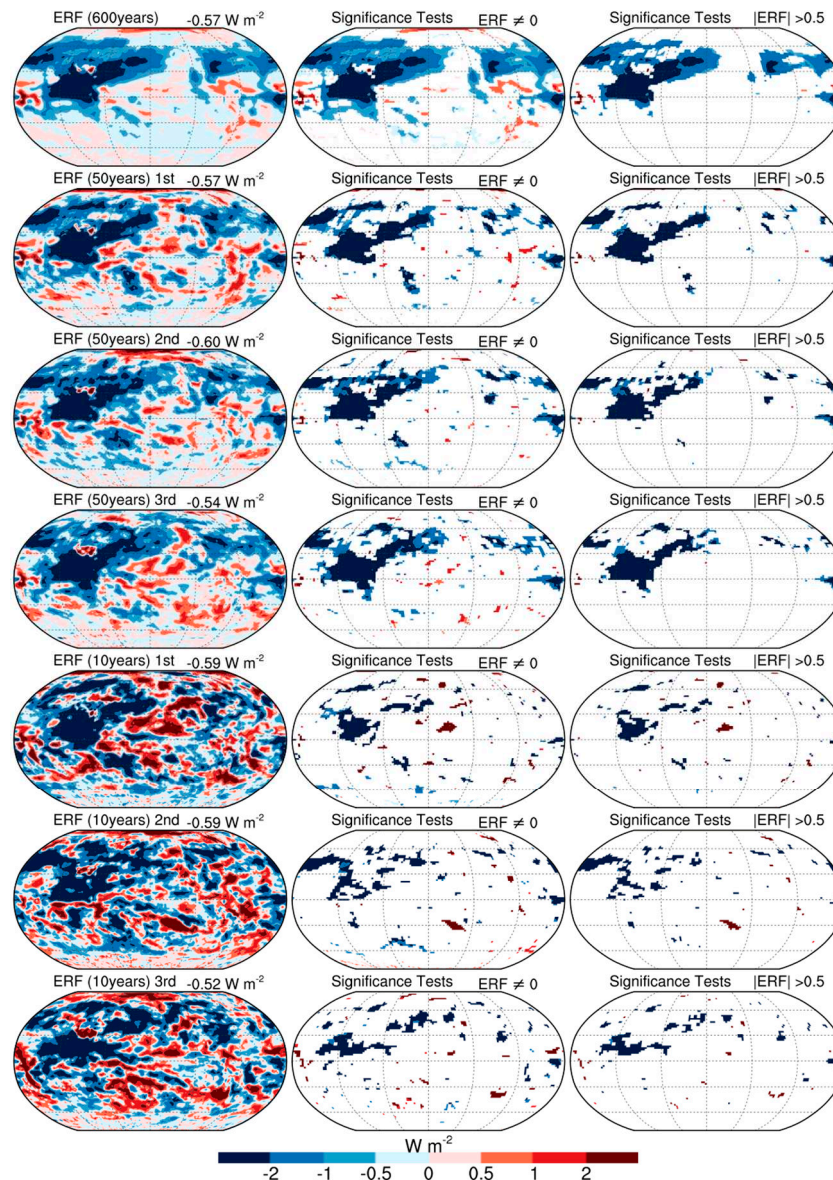 ERF (600years) -0.57 W m-2 Significance Tests ERF ≠ 0 Significance Tests |ERF| >0.5
ERF (50years) 1st -0.57 W m-2 Significance Tests ERF ≠ 0 Significance Tests |ERF| >0.5
ERF (50years) 2nd -0.60 W m-2 Significance Tests ERF ≠ 0 Significance Tests |ERF| >0.5
ERF (50years) 3rd -0.54 W m-2 Significance Tests ERF ≠ 0 Significance Tests |ERF| >0.5
ERF (10years) 1st -0.59 W m-2 Significance Tests ERF ≠ 0 Significance Tests |ERF| >0.5
ERF (10years) 2nd -0.59 W m-2 Significance Tests ERF ≠ 0 Significance Tests |ERF| >0.5
ERF (10years) 3rd -0.52 W m-2 Significance Tests ERF ≠ 0 Significance Tests |ERF| >0.5
W m-2
-2 -1 -0.5 0 0.5 1 2